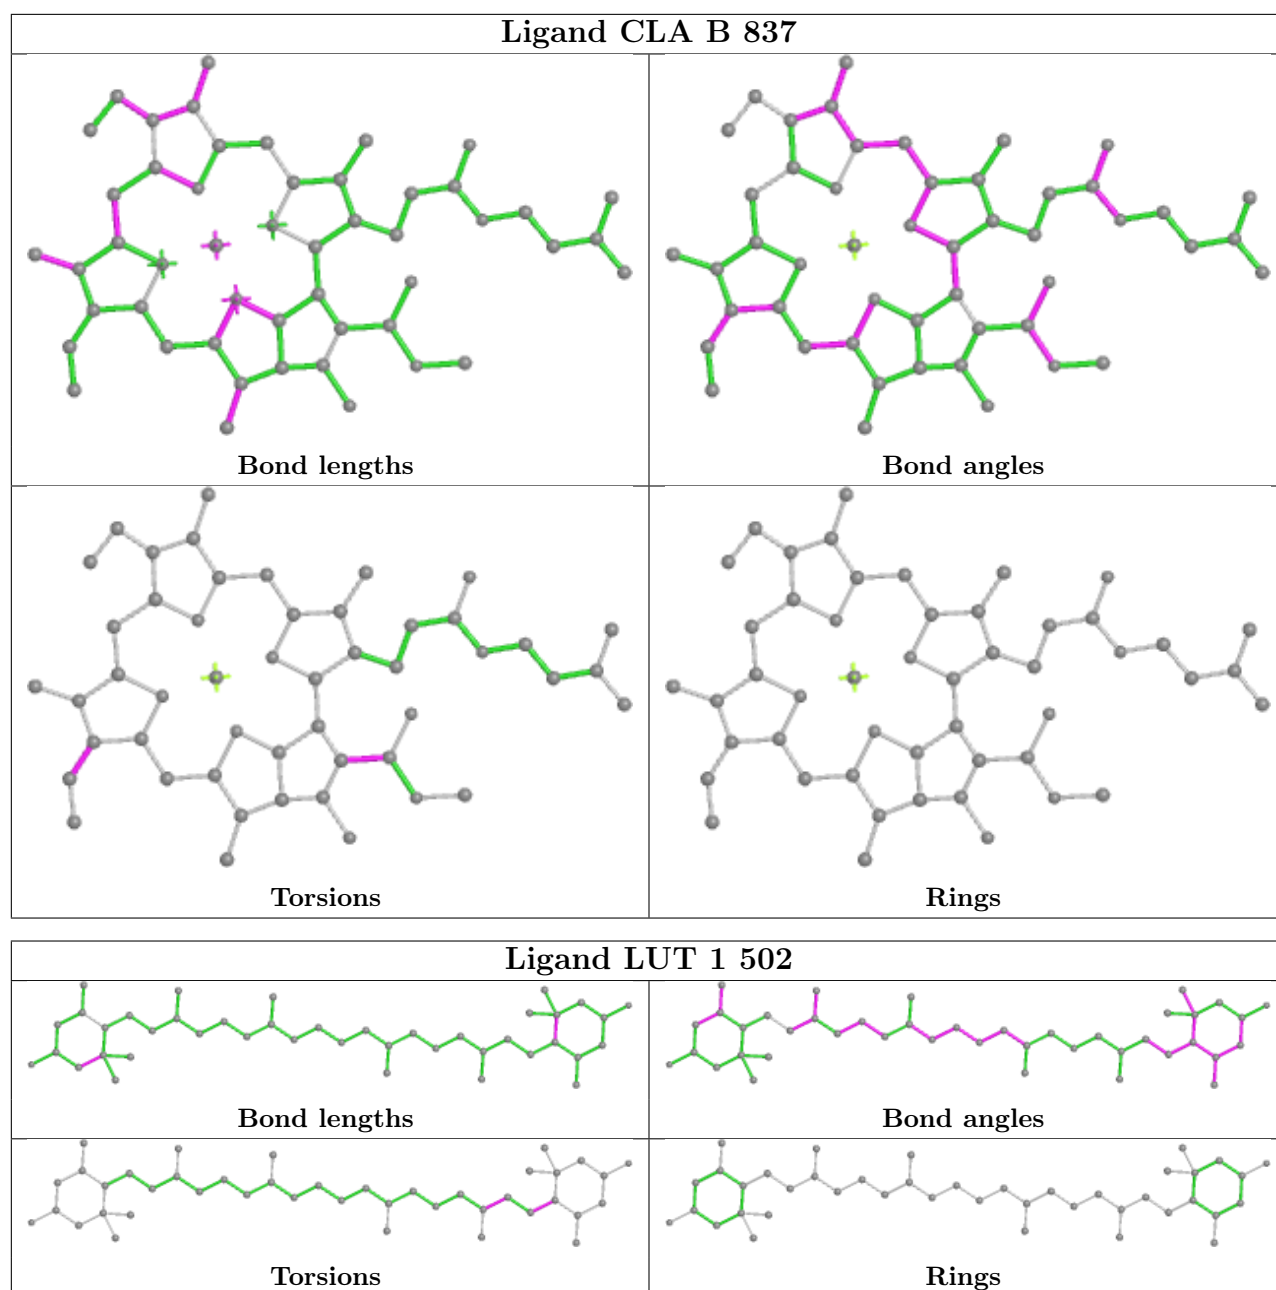 Ligand CLA B 837
Bond lengths
Bond angles
Torsions
Rings
Ligand LUT 1 502
Bond lengths
Bond angles
Torsions
Rings